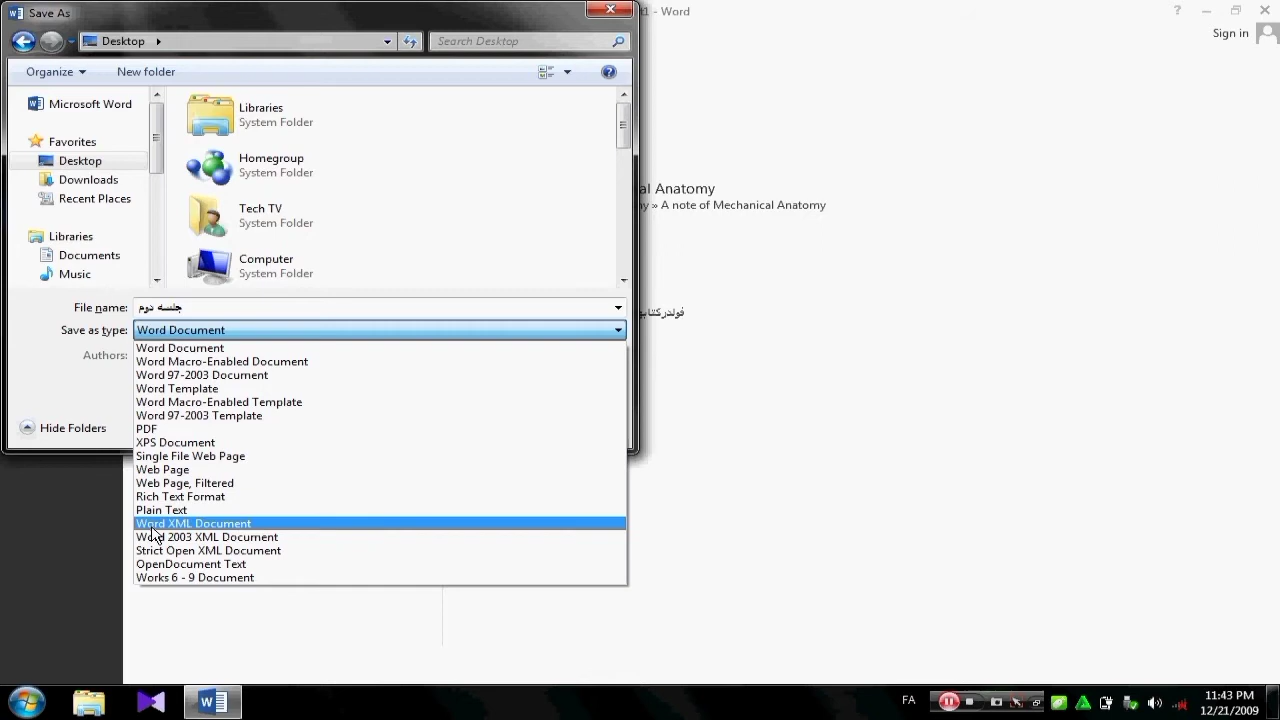 Save As
t1 - Word
Sign in
Desktop
Search Desktop
Organize
New folder
Microsoft Word
Favorites
Desktop
Downloads
Recent Places
Libraries
Documents
Music
Libraries
System Folder
Homegroup
System Folder
Tech TV
System Folder
Computer
System Folder
al Anatomy
ny » A note of Mechanical Anatomy
File name: جلسه دوم
Save as type: Word Document
Authors:
Hide Folders
Word Document
Word Macro-Enabled Document
Word 97-2003 Document
Word Template
Word Macro-Enabled Template
Word 97-2003 Template
PDF
XPS Document
Single File Web Page
Web Page
Web Page, Filtered
Rich Text Format
Plain Text
Word XML Document
Word 2003 XML Document
Strict Open XML Document
OpenDocument Text
Works 6 - 9 Document
FA
11:43 PM
12/21/2009